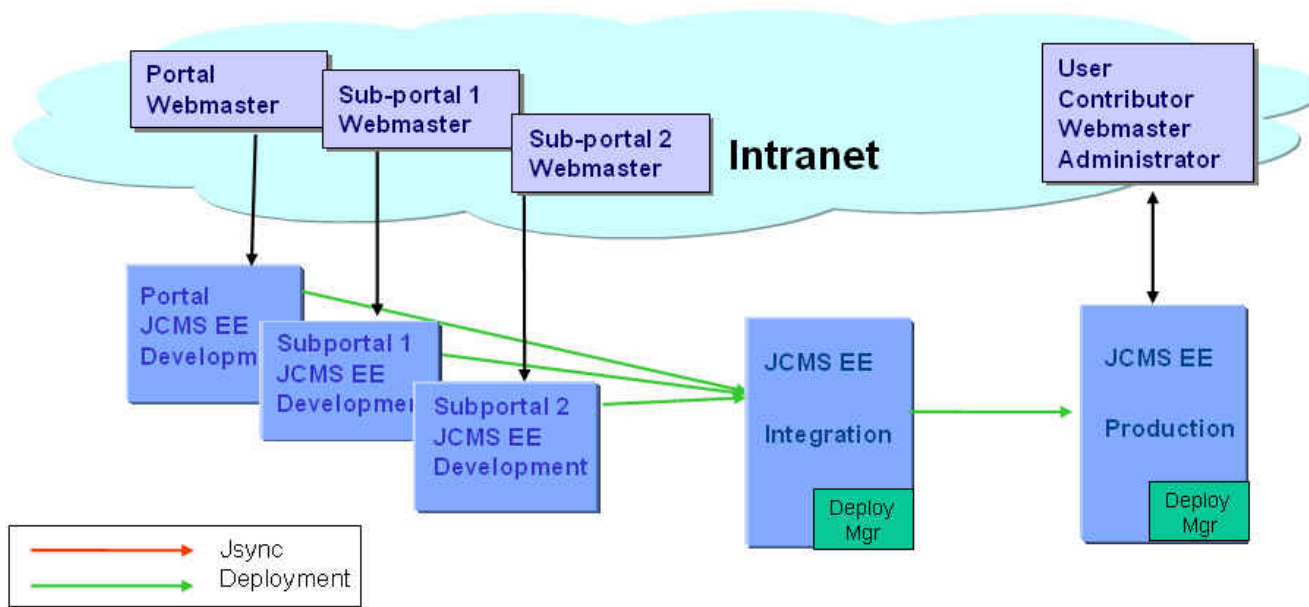 Portal
Webmaster
Sub-portal 1
Webmaster
Sub-portal 2
Webmaster
Intranet
User
Contributor
Webmaster
Administrator
Portal
JCMS EE
Developm
Subportal 1
JCMS EE
Developmen
Subportal 2
JCMS EE
Development
JCMS EE
Integration
Deploy
Mgr
JCMS EE
Production
Deploy
Mgr
Jsync
Deployment